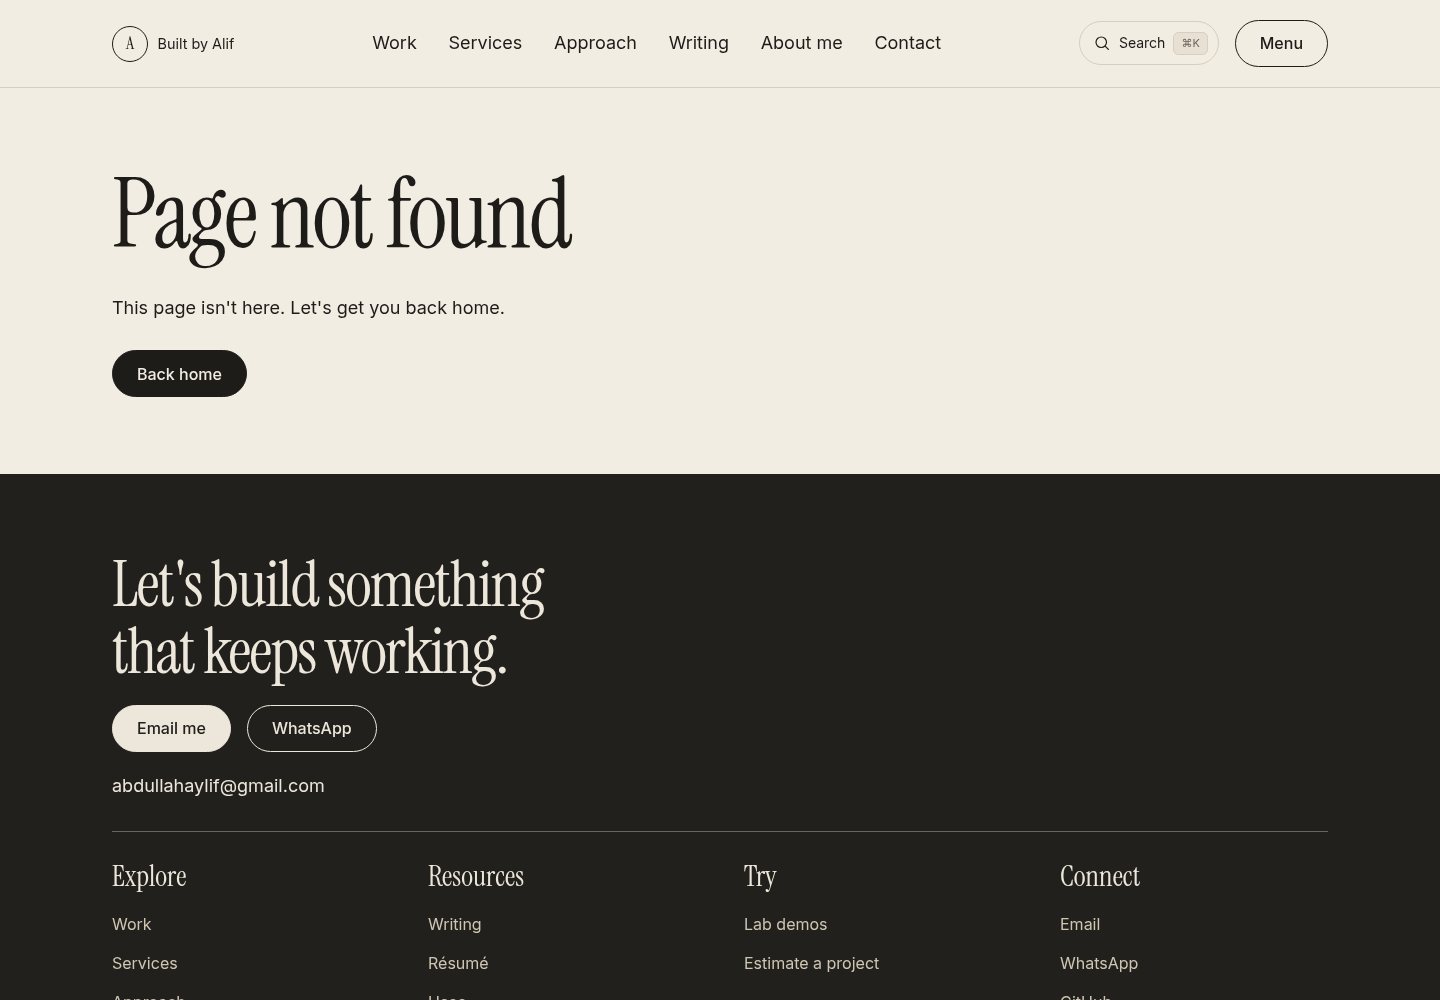 A
Built by Alif
Work
Services
Approach
Writing
About me
Contact
Search
⌘K
Menu
Page not found
This page isn't here. Let's get you back home.
Back home
Let's build something
that keeps working.
Email me
WhatsApp
abdullahaylif@gmail.com
Explore
Work
Services
Resources
Writing
Résumé
Try
Lab demos
Estimate a project
Connect
Email
WhatsApp